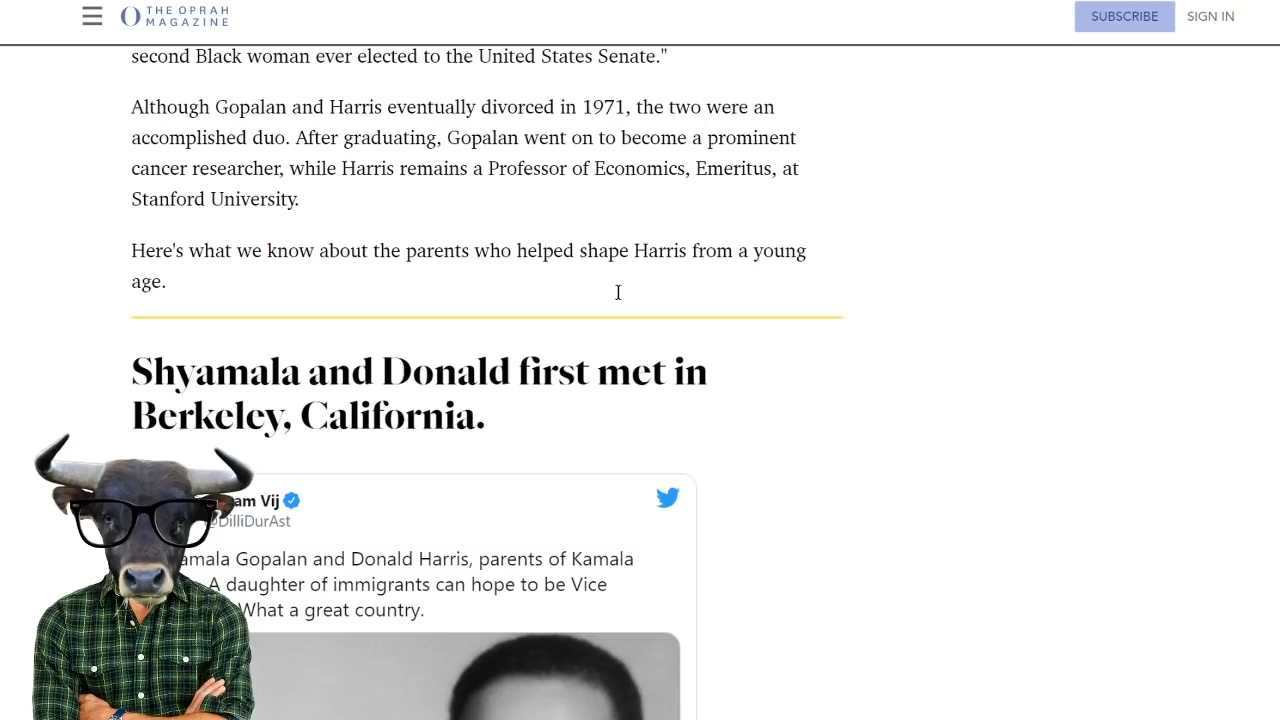 THE OPRAH
MAGAZINE
SUBSCRIBE
SIGN IN
second Black woman ever elected to the United States Senate."
Although Gopalan and Harris eventually divorced in 1971, the two were an
accomplished duo. After graduating, Gopalan went on to become a prominent
cancer researcher, while Harris remains a Professor of Economics, Emeritus, at
Stanford University.
Here's what we know about the parents who helped shape Harris from a young
age.
Shyamala and Donald first met in
Berkeley, California.
am Vij
@DilliDurAst
amala Gopalan and Donald Harris, parents of Kamala
A daughter of immigrants can hope to be Vice
What a great country.